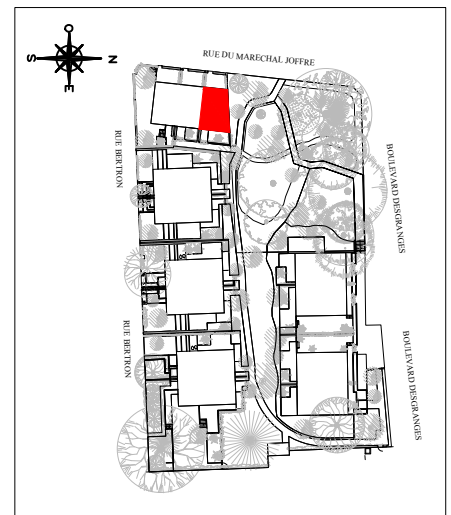 O
S
N
E
RUE DU MARECHAL JOFFRE
RUE BERTRON
BOULEVARD DESGRANGES
RUE BERTRON
BOULEVARD DESGRANGES